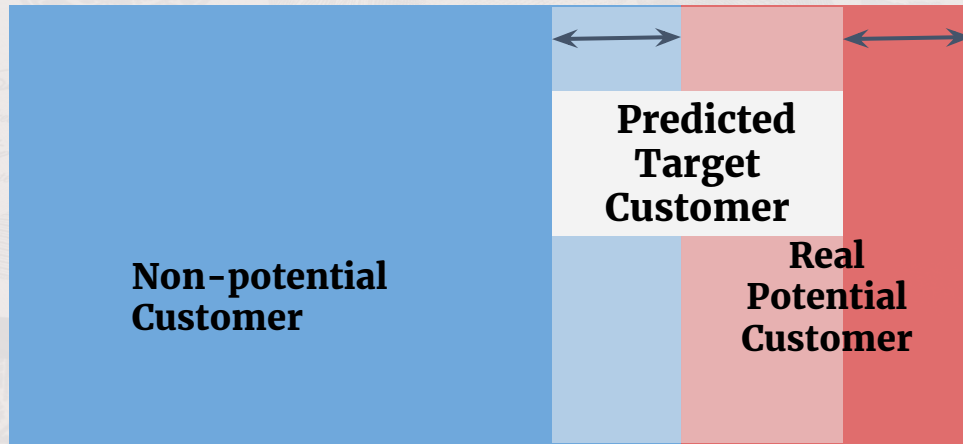 Predicted
Target
Customer
Non-potential
Customer
Real
Potential
Customer